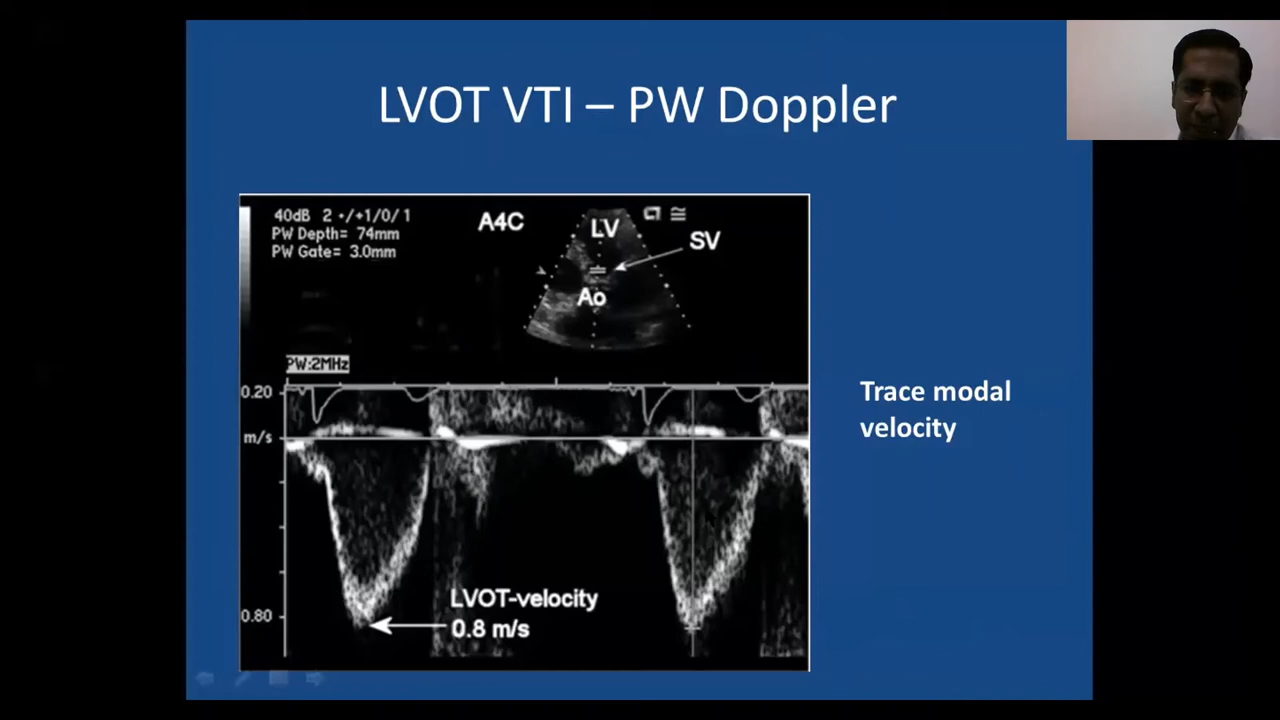 LVOT VTI – PW Doppler
40dB 2 •/+1/0/1
PW Depth= 74mm
PW Gate= 3.0mm
A4C
LV
SV
Ao
PW:2MHz
0.20
m/s
0.80
LVOT-velocity
0.8 m/s
Trace modal
velocity